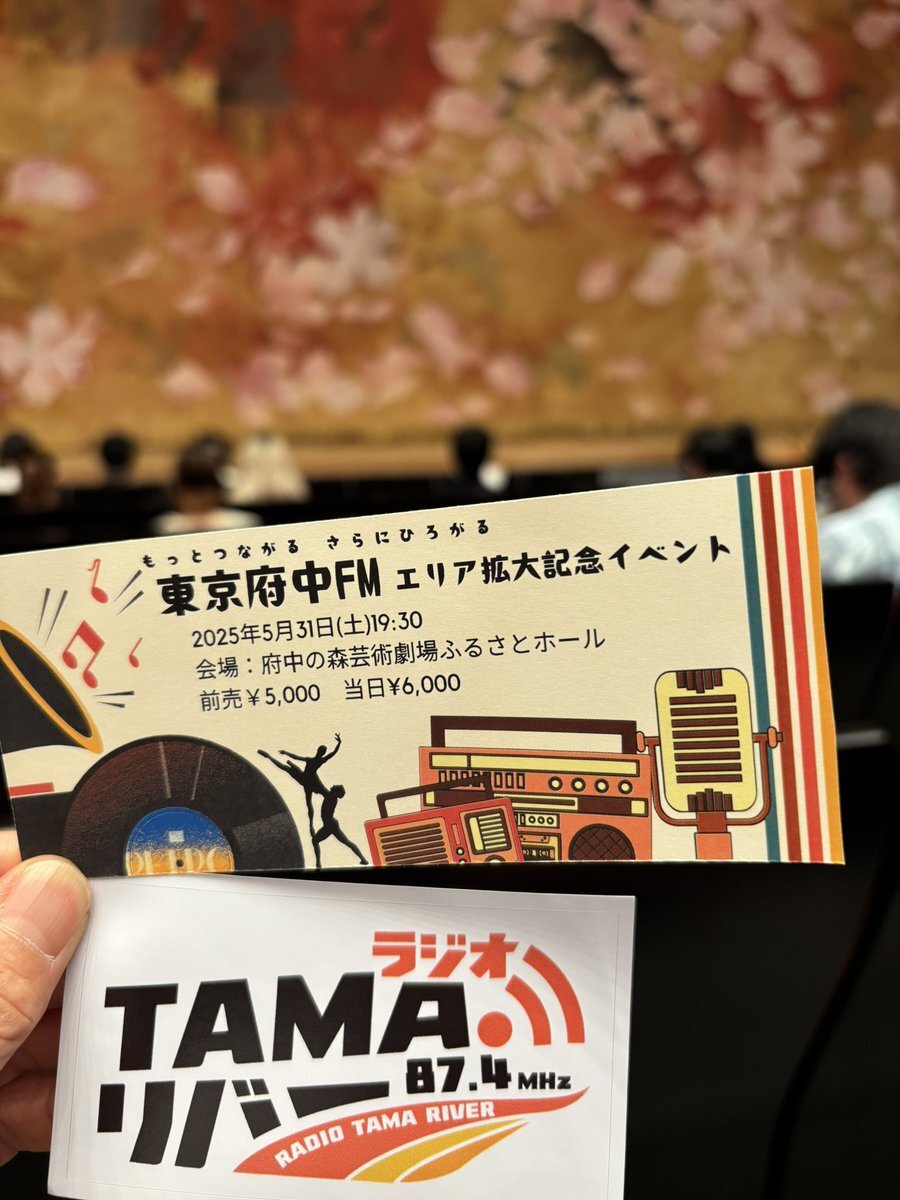 もっとつながる さらにひろがる
東京府中FM エリア拡大記念イベント
2025年5月31日(土)19:30
会場：府中の森芸術劇場ふるさとホール
前売￥5,000 当日¥6,000
ラジオ
TAMA
リバー 87.4 MHz
RADIO TAMA RIVER